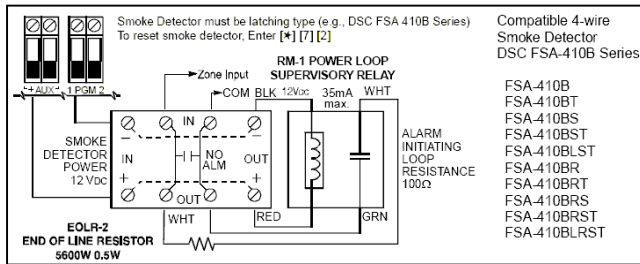 Smoke Detector must be latching type (e.g., DSC FSA 410B Series)
To reset smoke detector, Enter [*] [7] [2]
Compatible 4-wire
Smoke Detector
DSC FSA-410B Series
FSA-410B
FSA-410BT
FSA-410BS
FSA-410BST
FSA-410BLST
FSA-410BR
FSA-410BRT
FSA-410BRS
FSA-410BRST
FSA-410BLRST
+ AUX -
1 PGM 2
Zone Input
COM
RM-1 POWER LOOP
SUPERVISORY RELAY
BLK
12VDC
35mA
max.
WHT
SMOKE
DETECTOR
POWER
12 VDC
IN
-
-
IN
NO
ALM
OUT
+
+
OUT
ALARM
INITIATING
LOOP
RESISTANCE
100Ω
WHT
RED
GRN
EOLR-2
END OF LINE RESISTOR
5600W 0.5W